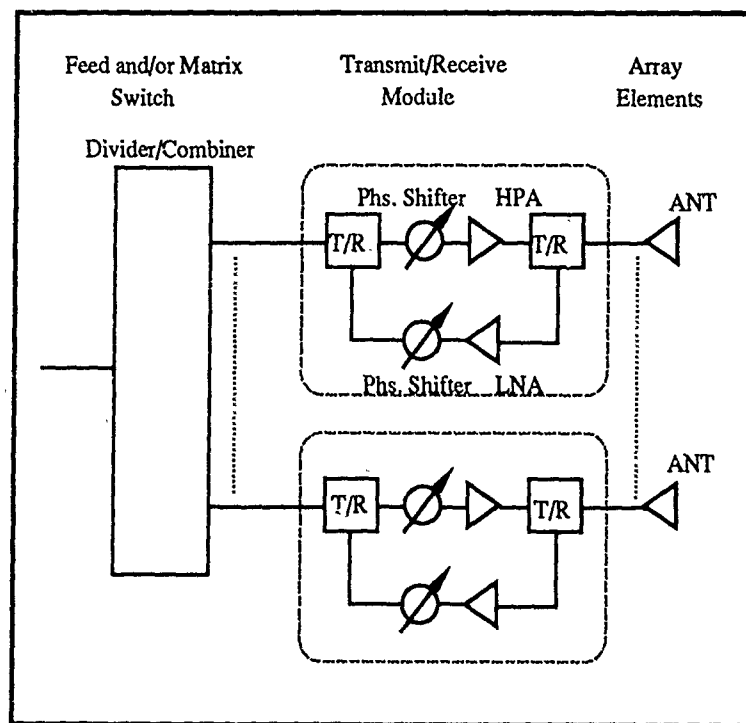 Feed and/or Matrix
Switch
Transmit/Receive
Module
Array
Elements
Divider/Combiner
Phs. Shifter
HPA
ANT
T/R
T/R
Phs. Shifter
LNA
ANT
T/R
T/R